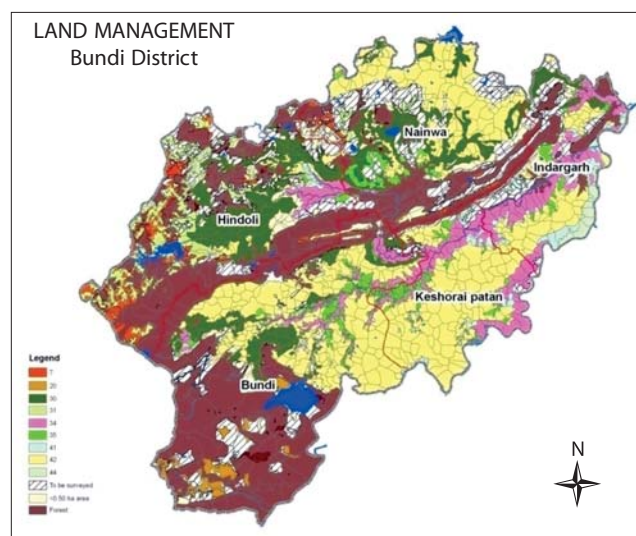 LAND MANAGEMENT
Bundi District
Nainwa
Indargarh
Hindoli
Keshorai patan
Bundi
Legend
7
20
30
31
34
35
41
42
44
To be surveyed
<0.50 ha area
Forest
N